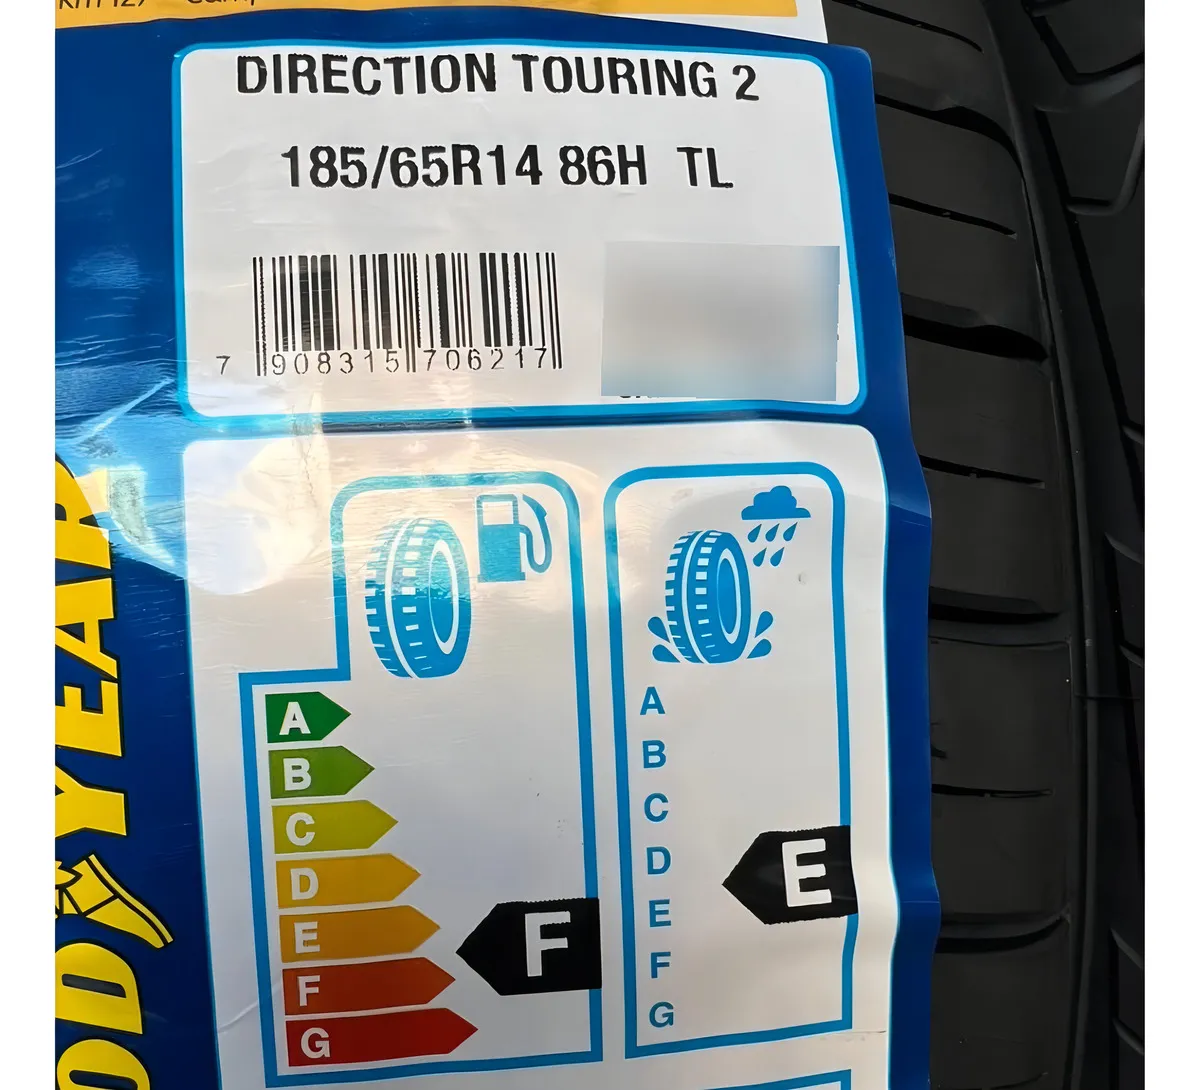 DIRECTION TOURING 2
185/65R14 86H TL
7 908315 706217
GOODYEAR
A
B
C
D
E
F
G
F
A
B
C
D
E
F
G
E